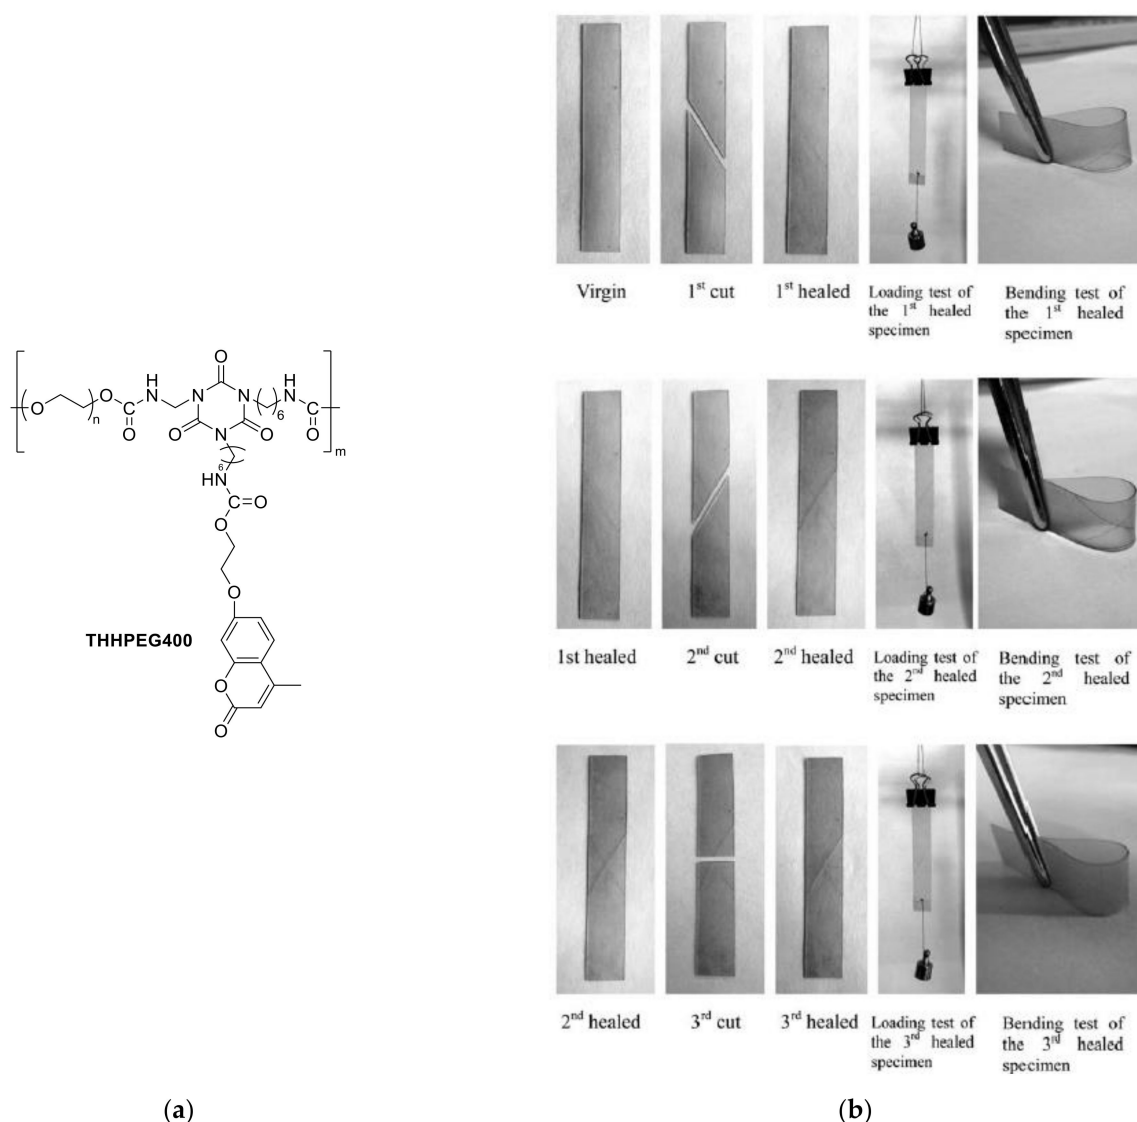 Virgin
1st cut
1st healed
Loading test of
the 1st healed
specimen
Bending test of
the 1st healed
specimen
O
H
N
O
O
N
N
H
N
( O
)n
O
O
O
N
O
( )6
O
m
6
NH
C=O
O
O
THHPEG400
O
O
1st healed
2nd cut
2nd healed
Loading test of
the 2nd healed
specimen
Bending test of
the 2nd healed
specimen
2nd healed
3rd cut
3rd healed
Loading test of
the 3rd healed
specimen
Bending test of
the 3rd healed
specimen
(a)
(b)